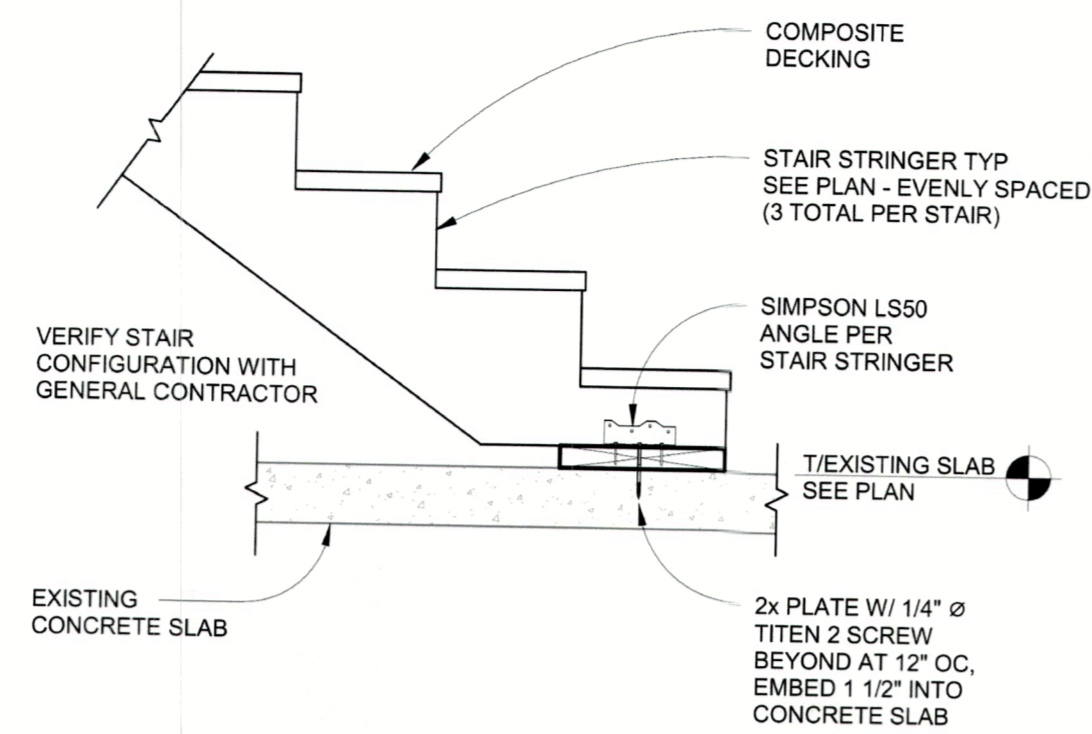 COMPOSITE
DECKING
STAIR STRINGER TYP
SEE PLAN - EVENLY SPACED
(3 TOTAL PER STAIR)
SIMPSON LS50
ANGLE PER
STAIR STRINGER
VERIFY STAIR
CONFIGURATION WITH
GENERAL CONTRACTOR
T/EXISTING SLAB
SEE PLAN
EXISTING
CONCRETE SLAB
2x PLATE W/ 1/4" Ø
TITEN 2 SCREW
BEYOND AT 12" OC,
EMBED 1 1/2" INTO
CONCRETE SLAB